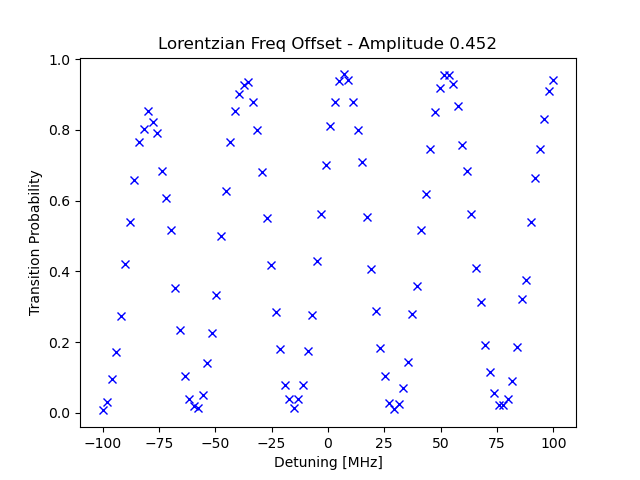 Lorentzian Freq Offset - Amplitude 0.452
Transition Probability
1.0
0.8
0.6
0.4
0.2
0.0
−100 −75 −50 −25 0 25 50 75 100
Detuning [MHz]